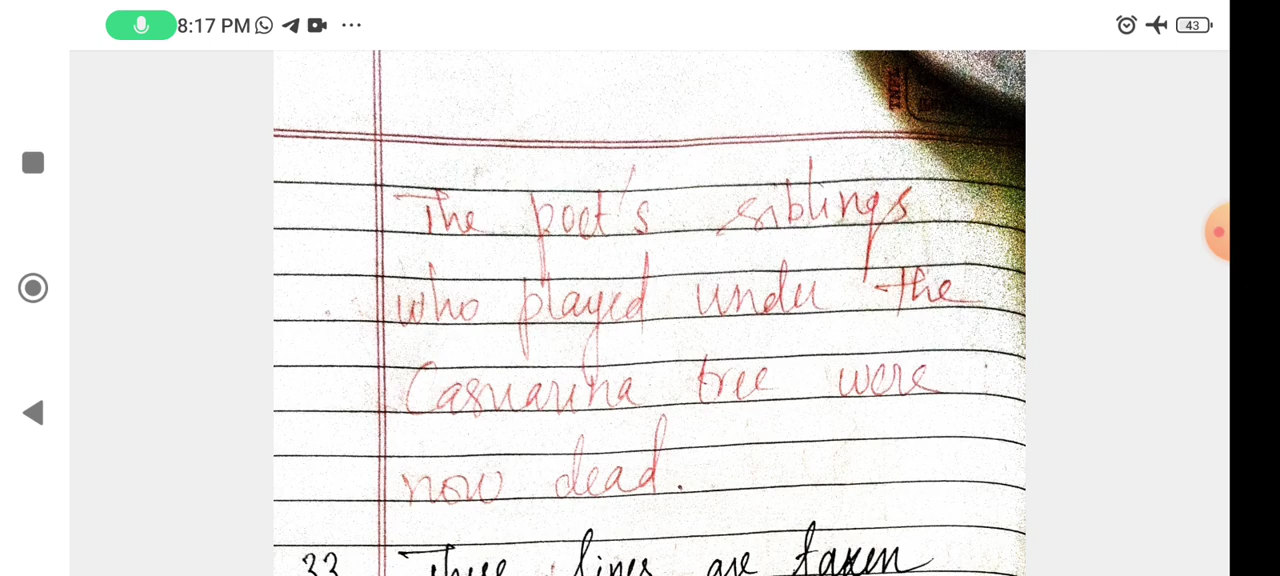 8:17 PM
43
The poet's siblings
who played under the
Casuarina tree were
now dead.
33 These lines are taken